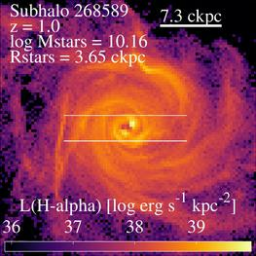 Subhalo 268589
7.3 ckpc
z = 1.0
log Mstars = 10.16
Rstars = 3.65 ckpc
L(H-alpha) [log erg s⁻¹ kpc⁻²]
36 37 38 39